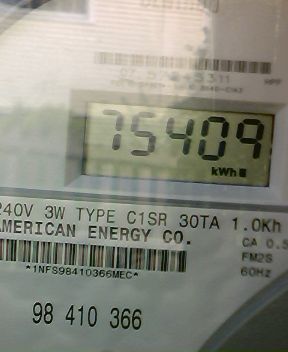 75409
kWh
240V 3W TYPE C1SR 30TA 1.0Kh
AMERICAN ENERGY CO.
CA 0.5
FM2S
*1NFS98410366MEC*
60Hz
98 410 366